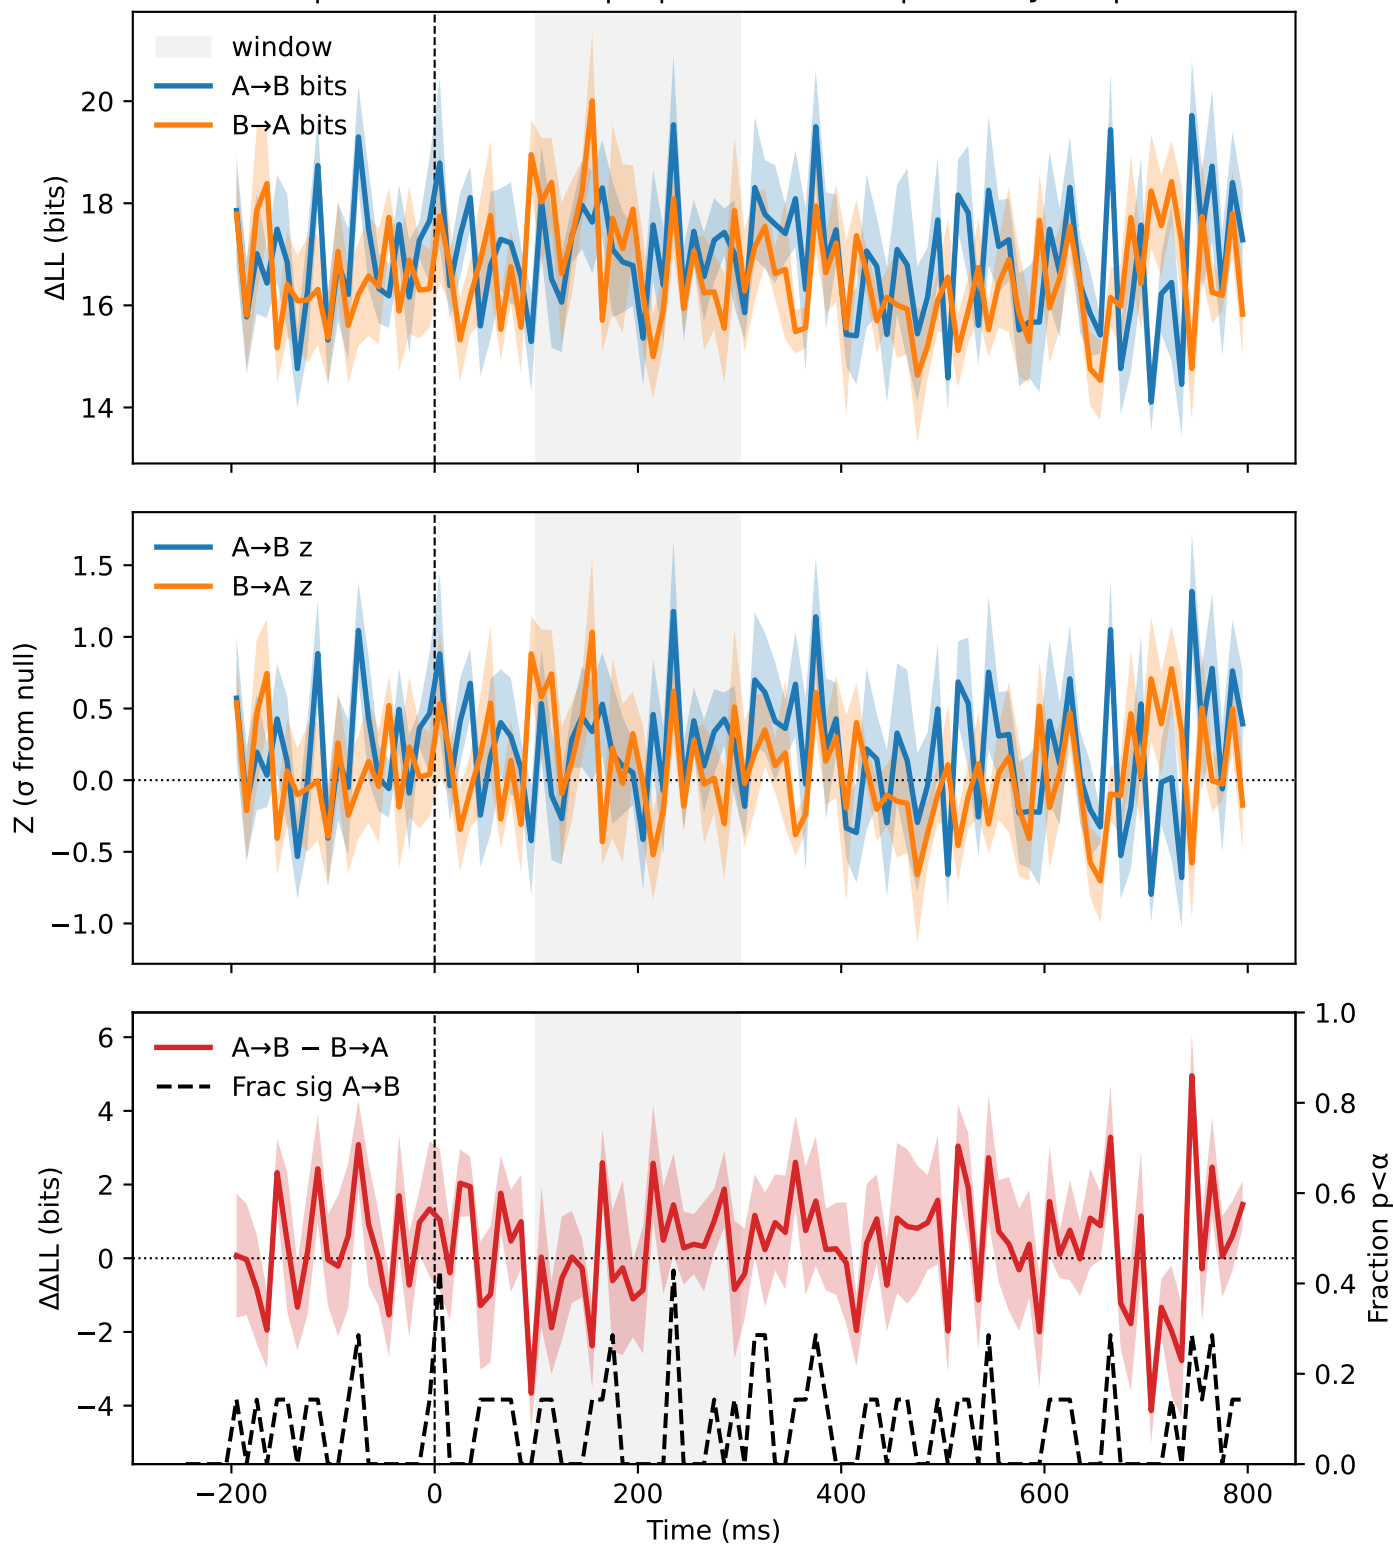 window
A→B bits
B→A bits
ΔLL (bits)
20
18
16
14
A→B z
B→A z
Z (σ from null)
1.5
1.0
0.5
0.0
−0.5
−1.0
A→B − B→A
Frac sig A→B
ΔΔLL (bits)
6
4
2
0
−2
−4
1.0
0.8
0.6
0.4
0.2
0.0
Fraction p<α
−200
0
200
400
600
800
Time (ms)